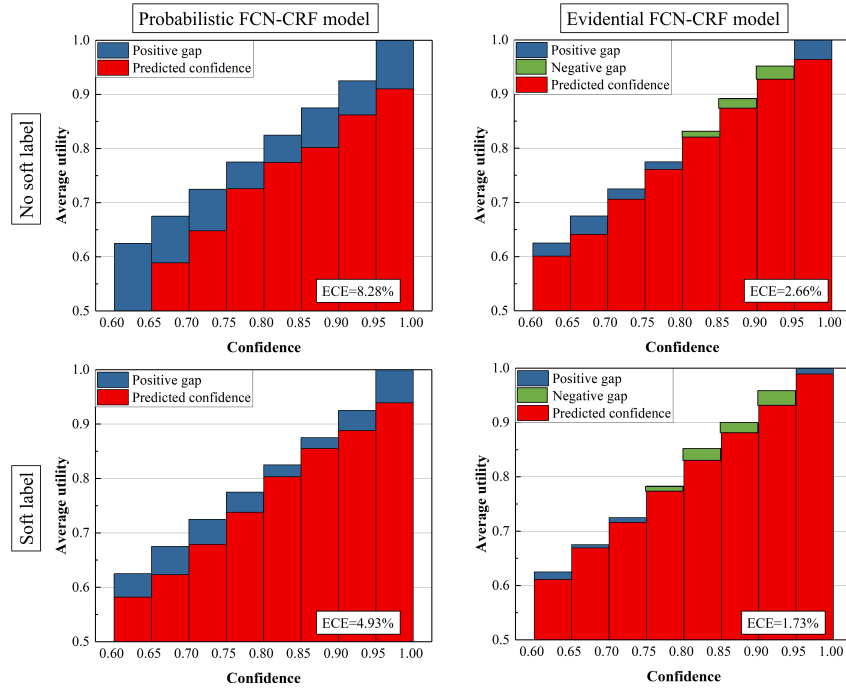 Probabilistic FCN-CRF model
Evidential FCN-CRF model
No soft label
Soft label
Average utility
1.0
0.9
0.8
0.7
0.6
0.5
Positive gap
Predicted confidence
ECE=8.28%
0.60 0.65 0.70 0.75 0.80 0.85 0.90 0.95 1.00
Confidence
Average utility
1.0
0.9
0.8
0.7
0.6
0.5
Positive gap
Negative gap
Predicted confidence
ECE=2.66%
0.60 0.65 0.70 0.75 0.80 0.85 0.90 0.95 1.00
Confidence
Average utility
1.0
0.9
0.8
0.7
0.6
0.5
Positive gap
Predicted confidence
ECE=4.93%
0.60 0.65 0.70 0.75 0.80 0.85 0.90 0.95 1.00
Confidence
Average utility
1.0
0.9
0.8
0.7
0.6
0.5
Positive gap
Negative gap
Predicted confidence
ECE=1.73%
0.60 0.65 0.70 0.75 0.80 0.85 0.90 0.95 1.00
Confidence